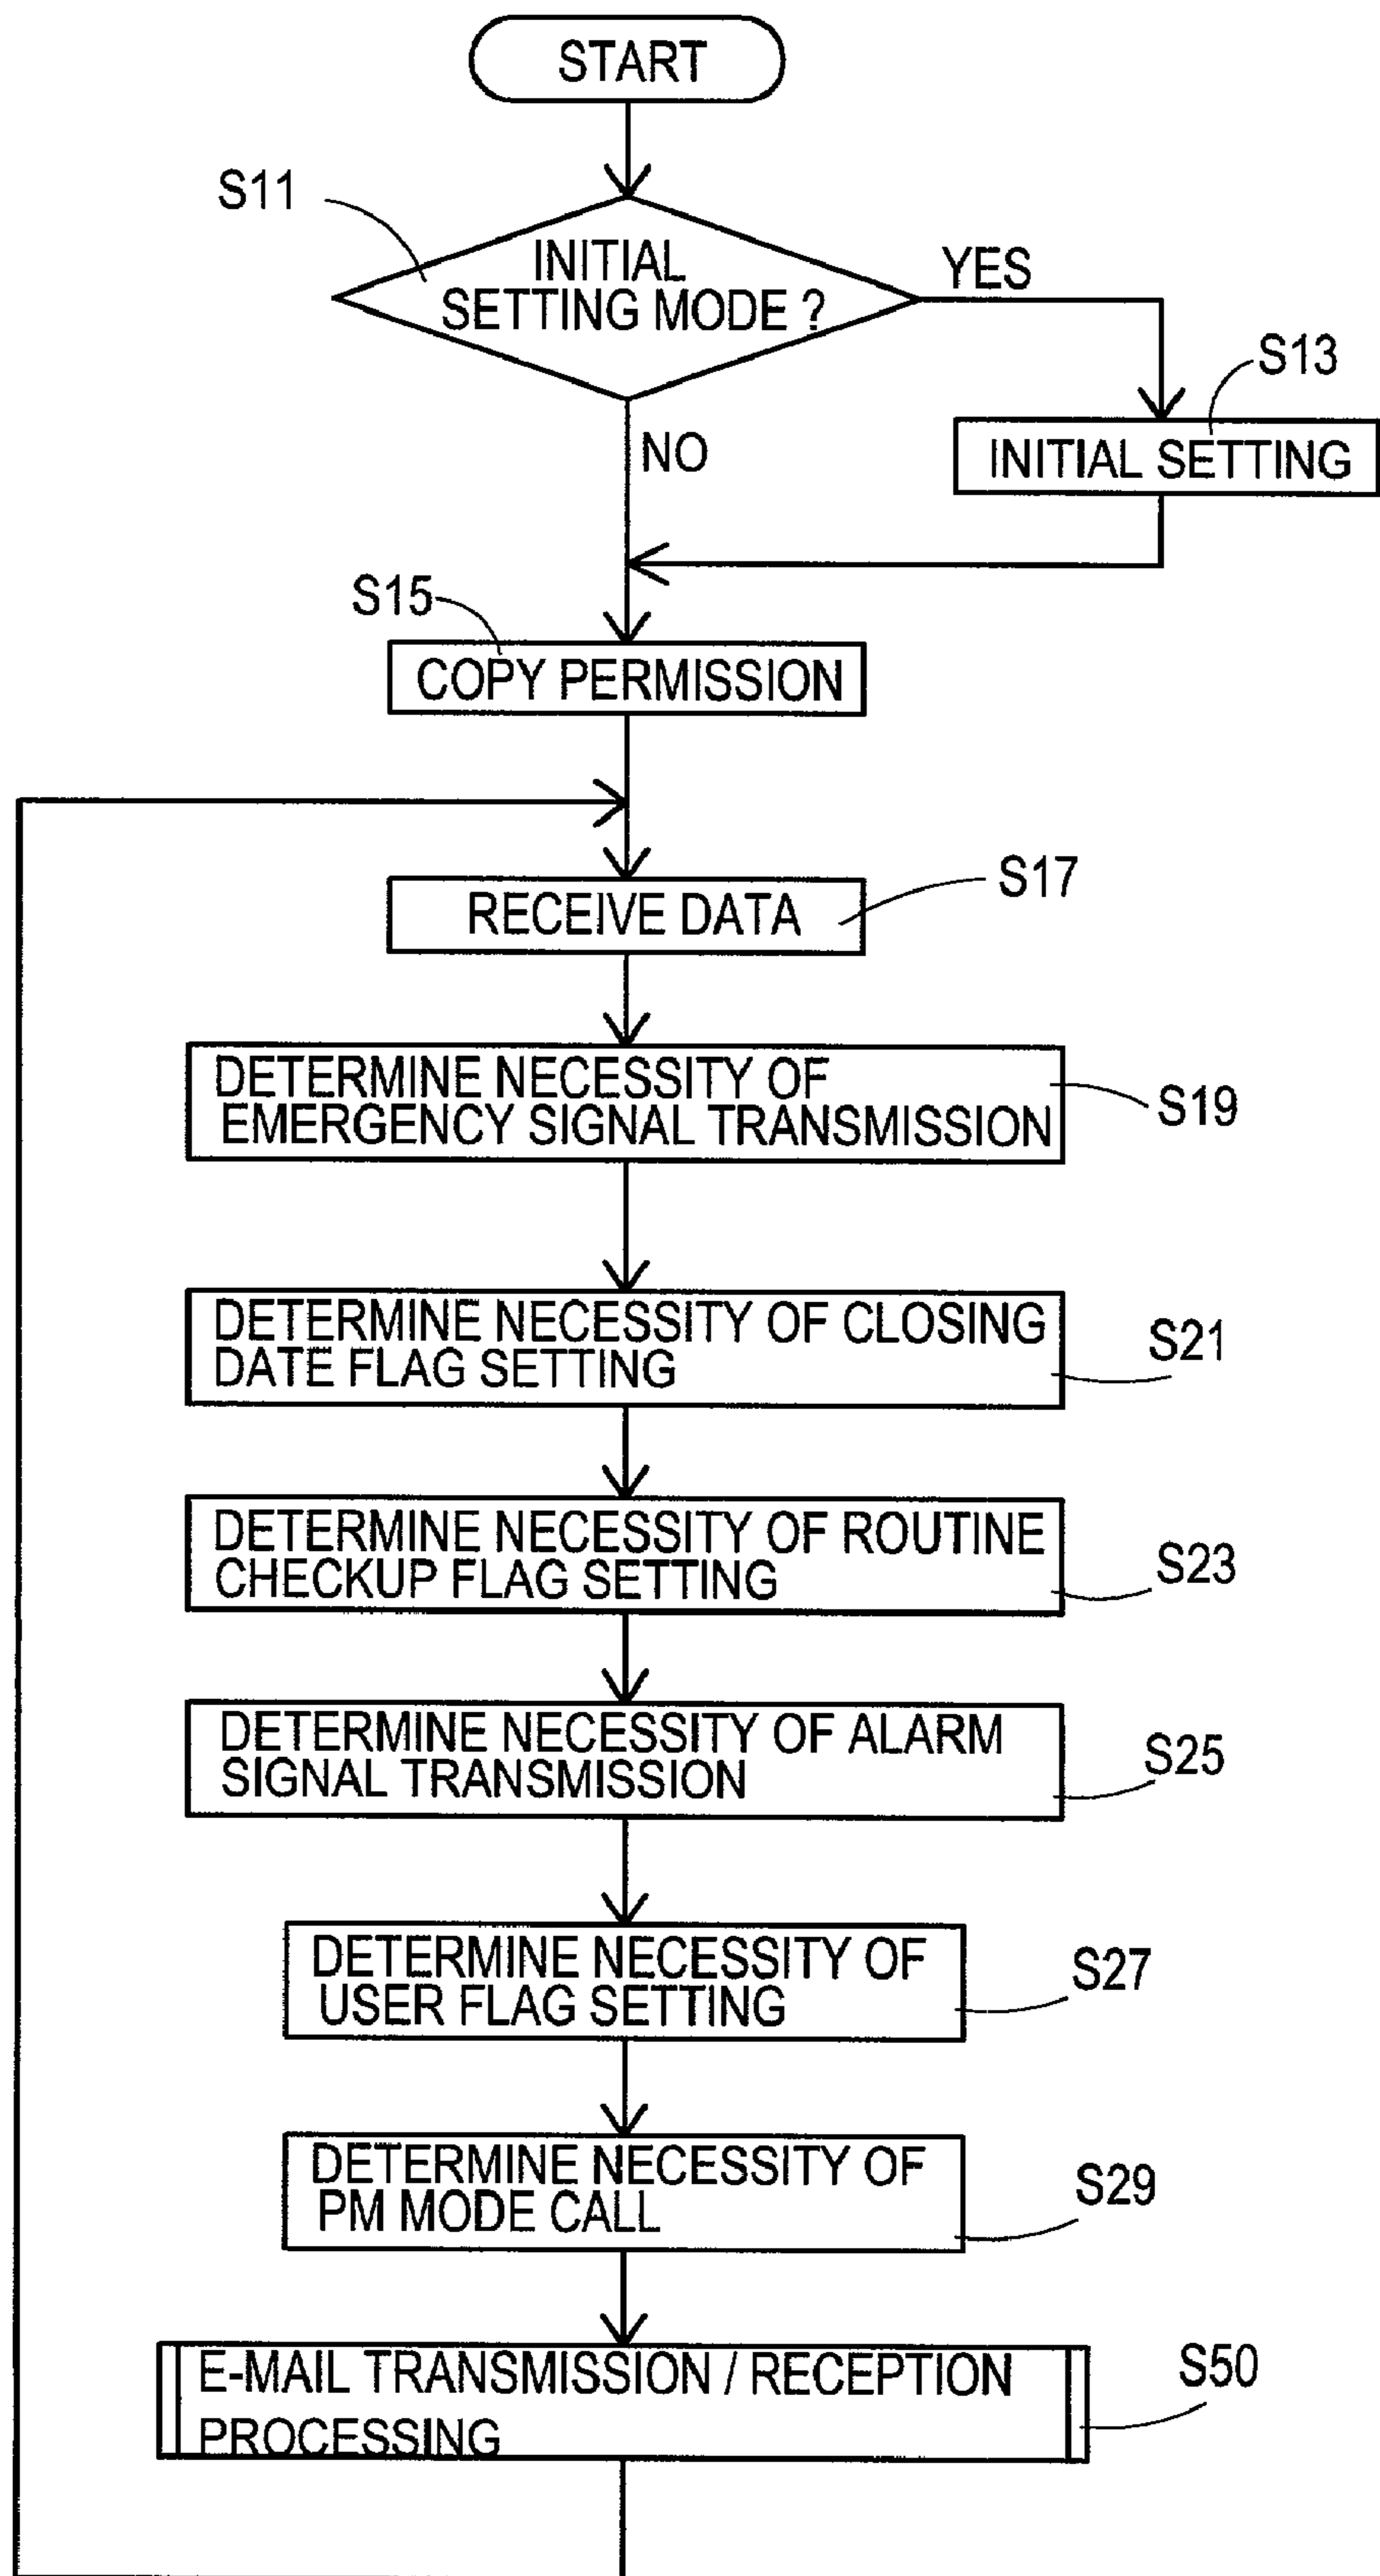 START
S11
INITIAL
SETTING MODE ?
YES
S13
INITIAL SETTING
NO
S15
COPY PERMISSION
S17
RECEIVE DATA
DETERMINE NECESSITY OF
EMERGENCY SIGNAL TRANSMISSION
S19
DETERMINE NECESSITY OF CLOSING
DATE FLAG SETTING
S21
DETERMINE NECESSITY OF ROUTINE
CHECKUP FLAG SETTING
S23
DETERMINE NECESSITY OF ALARM
SIGNAL TRANSMISSION
S25
DETERMINE NECESSITY OF
USER FLAG SETTING
S27
DETERMINE NECESSITY OF
PM MODE CALL
S29
E-MAIL TRANSMISSION / RECEPTION
PROCESSING
S50